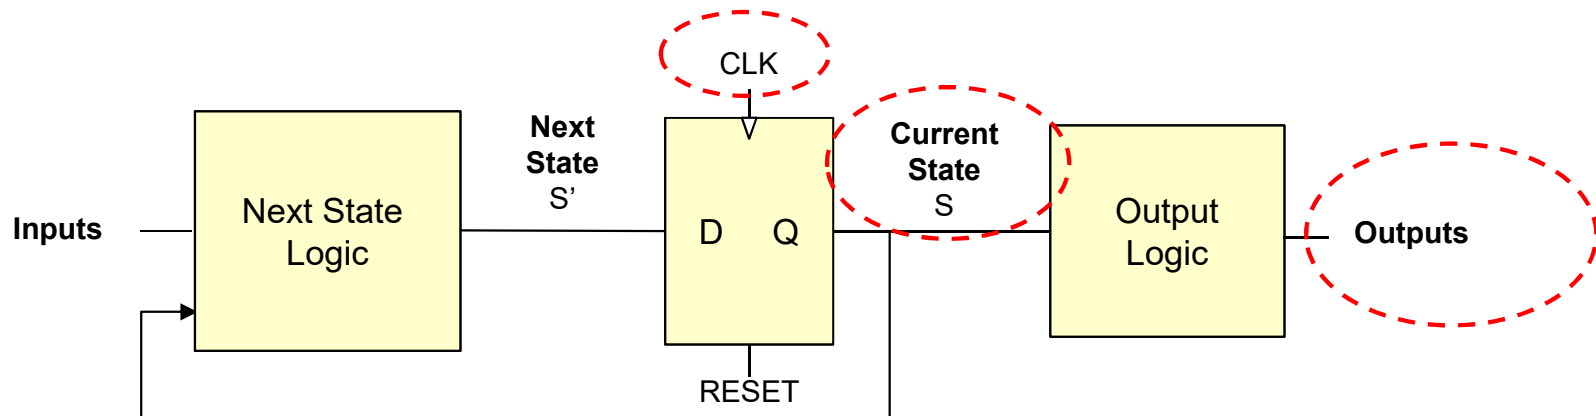 CLK
Next
State
S’
Current
State
S
Inputs
Next State
Logic
D Q
Output
Logic
Outputs
RESET